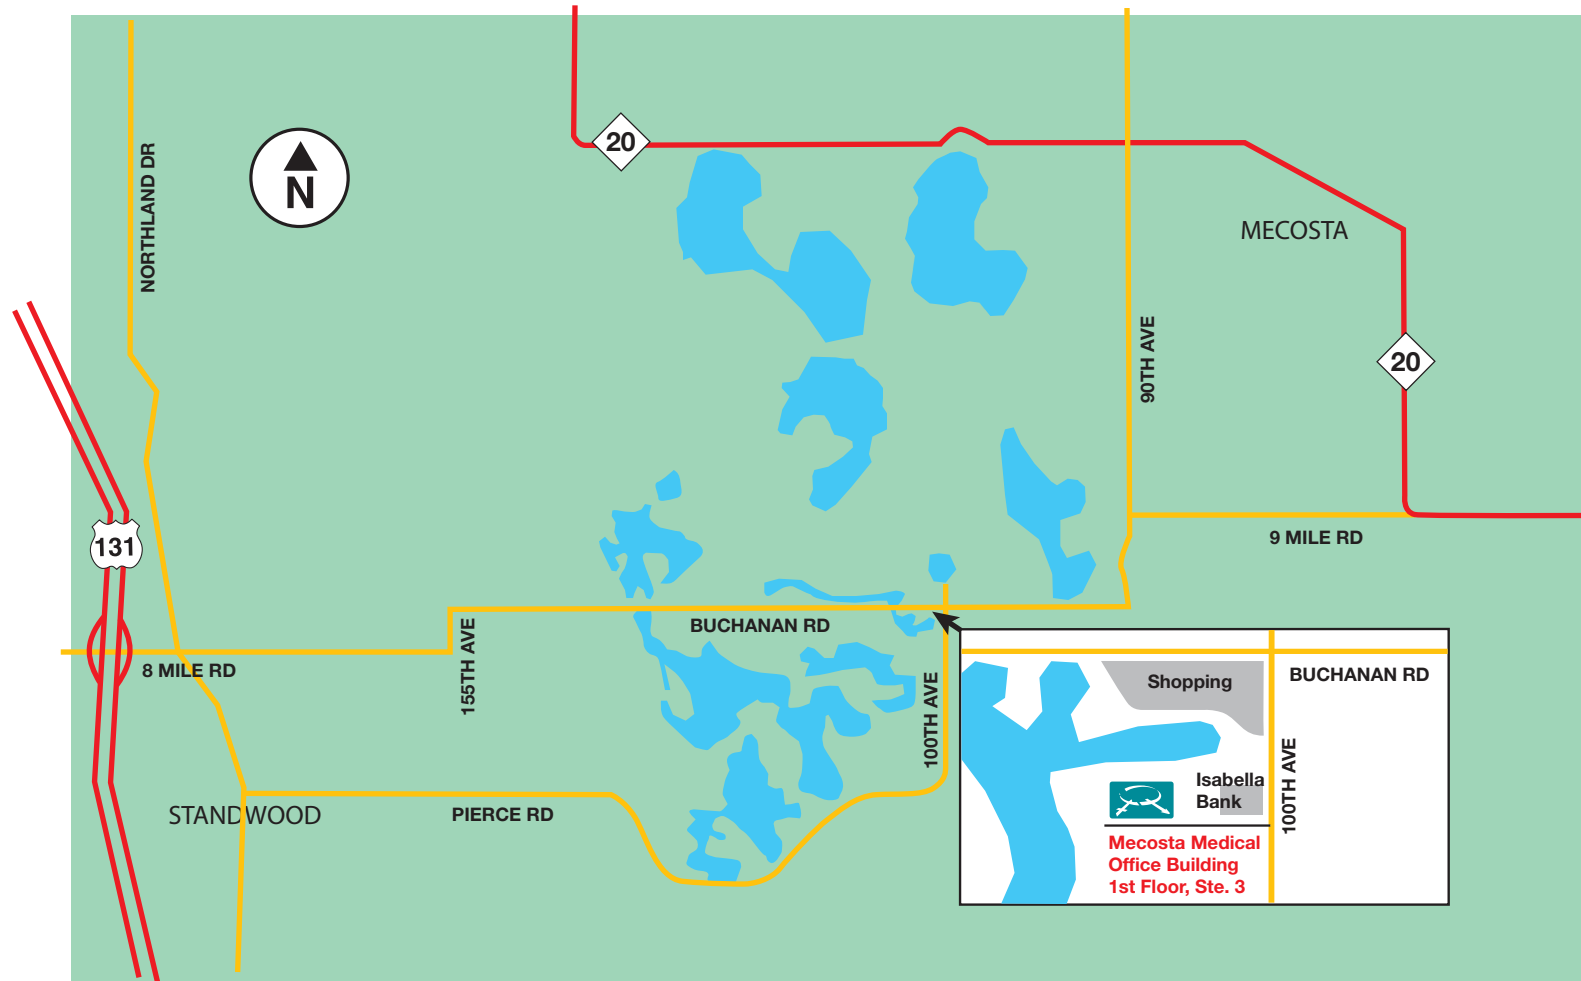 20
NORTHLAND DR
N
MECOSTA
90TH AVE
20
131
9 MILE RD
BUCHANAN RD
8 MILE RD
155TH AVE
100TH AVE
STANDWOOD
PIERCE RD
Shopping
BUCHANAN RD
100TH AVE
Isabella
Bank
Mecosta Medical
Office Building
1st Floor, Ste. 3